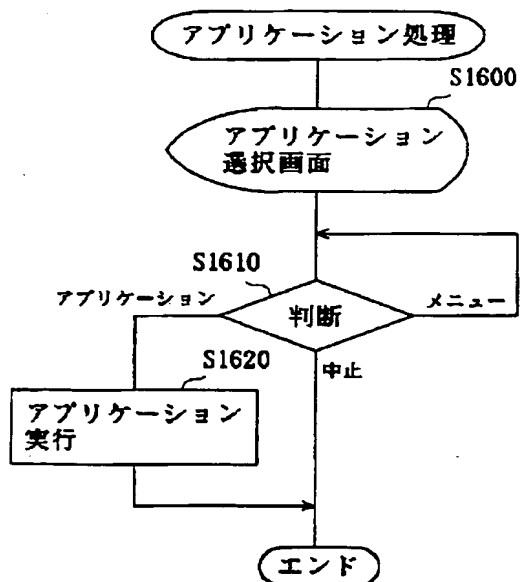 アプリケーション処理
S1600
アプリケーション
選択画面
S1610
アプリケーション
判断
メニュー
S1620
中止
アプリケーション
実行
エンド